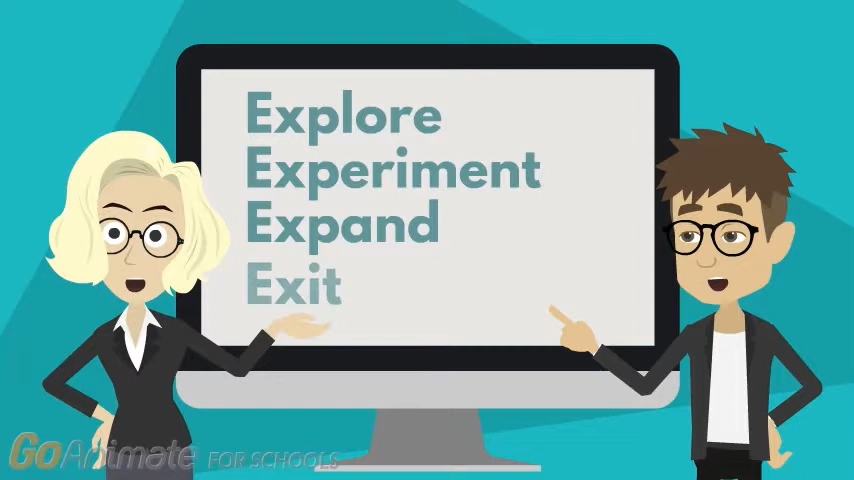 Explore
Experiment
Expand
Exit
GoAnimate FOR SCHOOLS